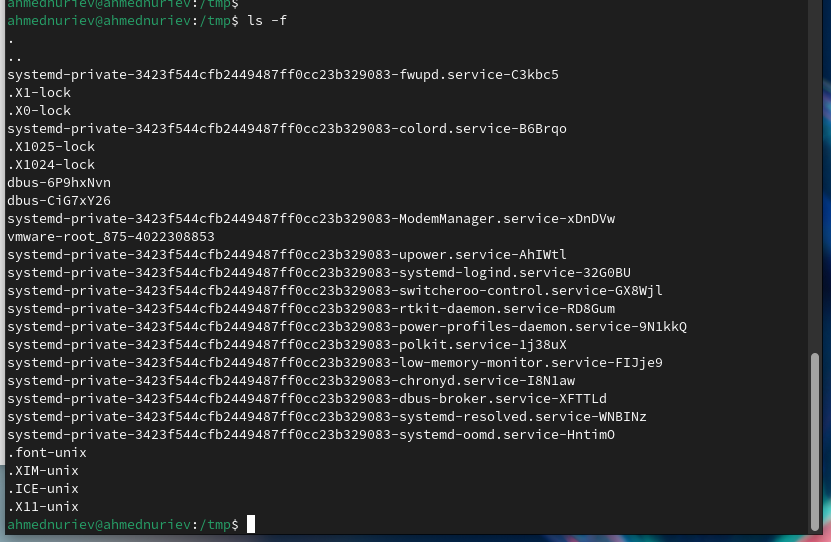 ahmednuriev@ahmednuriev:/tmp$
ahmednuriev@ahmednuriev:/tmp$ ls -f
.
..
systemd-private-3423f544cfb2449487ff0cc23b329083-fwupd.service-C3kbc5
.X1-lock
.X0-lock
systemd-private-3423f544cfb2449487ff0cc23b329083-colord.service-B6Brqo
.X1025-lock
.X1024-lock
dbus-6P9hxNvn
dbus-CiG7xY26
systemd-private-3423f544cfb2449487ff0cc23b329083-ModemManager.service-xDnDVw
vmware-root_875-4022308853
systemd-private-3423f544cfb2449487ff0cc23b329083-upower.service-AhIWtl
systemd-private-3423f544cfb2449487ff0cc23b329083-systemd-logind.service-32G0BU
systemd-private-3423f544cfb2449487ff0cc23b329083-switcheroo-control.service-GX8Wjl
systemd-private-3423f544cfb2449487ff0cc23b329083-rtkit-daemon.service-RD8Gum
systemd-private-3423f544cfb2449487ff0cc23b329083-power-profiles-daemon.service-9N1kkQ
systemd-private-3423f544cfb2449487ff0cc23b329083-polkit.service-1j38uX
systemd-private-3423f544cfb2449487ff0cc23b329083-low-memory-monitor.service-FIJje9
systemd-private-3423f544cfb2449487ff0cc23b329083-chronyd.service-I8N1aw
systemd-private-3423f544cfb2449487ff0cc23b329083-dbus-broker.service-XFTTLd
systemd-private-3423f544cfb2449487ff0cc23b329083-systemd-resolved.service-WNBINz
systemd-private-3423f544cfb2449487ff0cc23b329083-systemd-oomd.service-HntimO
.font-unix
.XIM-unix
.ICE-unix
.X11-unix
ahmednuriev@ahmednuriev:/tmp$